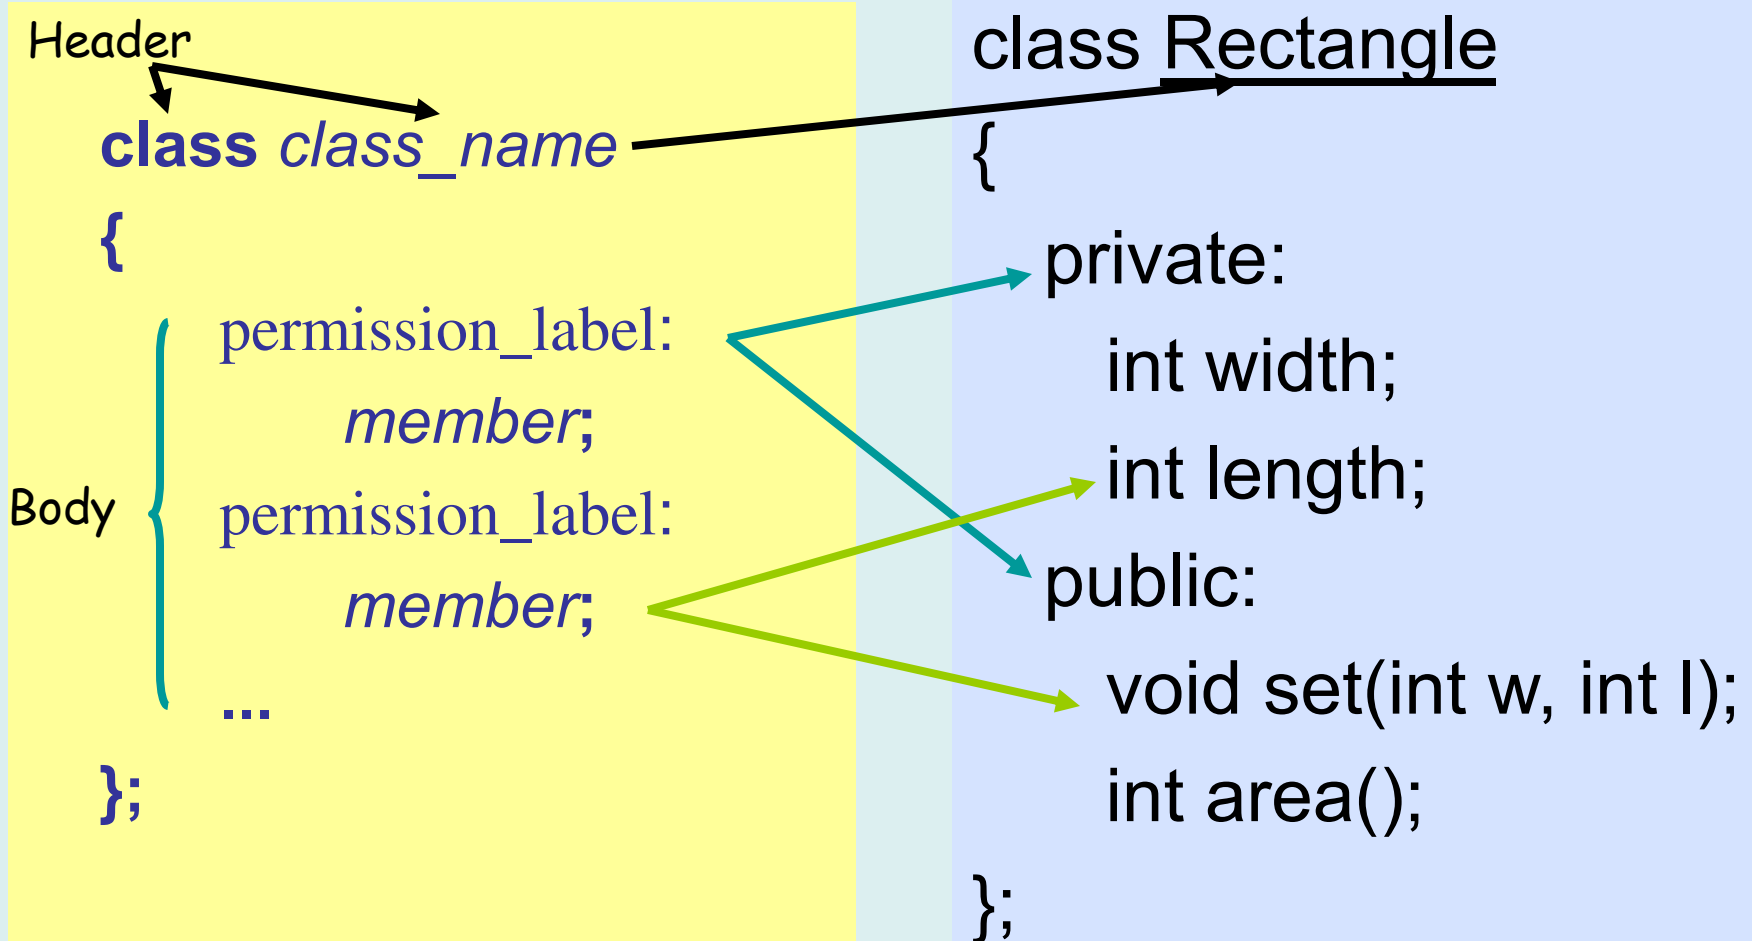 Header
class class_name
{
permission_label:
member;
Body
permission_label:
member;
...
};
class Rectangle
{
private:
int width;
int length;
public:
void set(int w, int l);
int area();
};